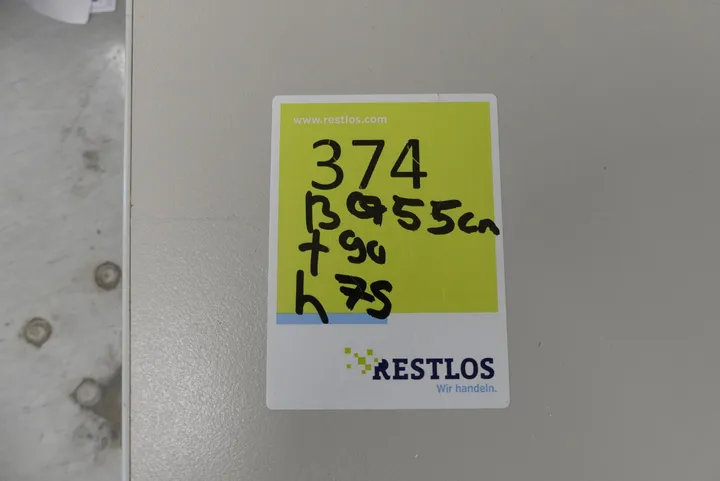 www.restlos.com
374
B 55cm
t 90
h 75
RESTLOS
Wir handeln.